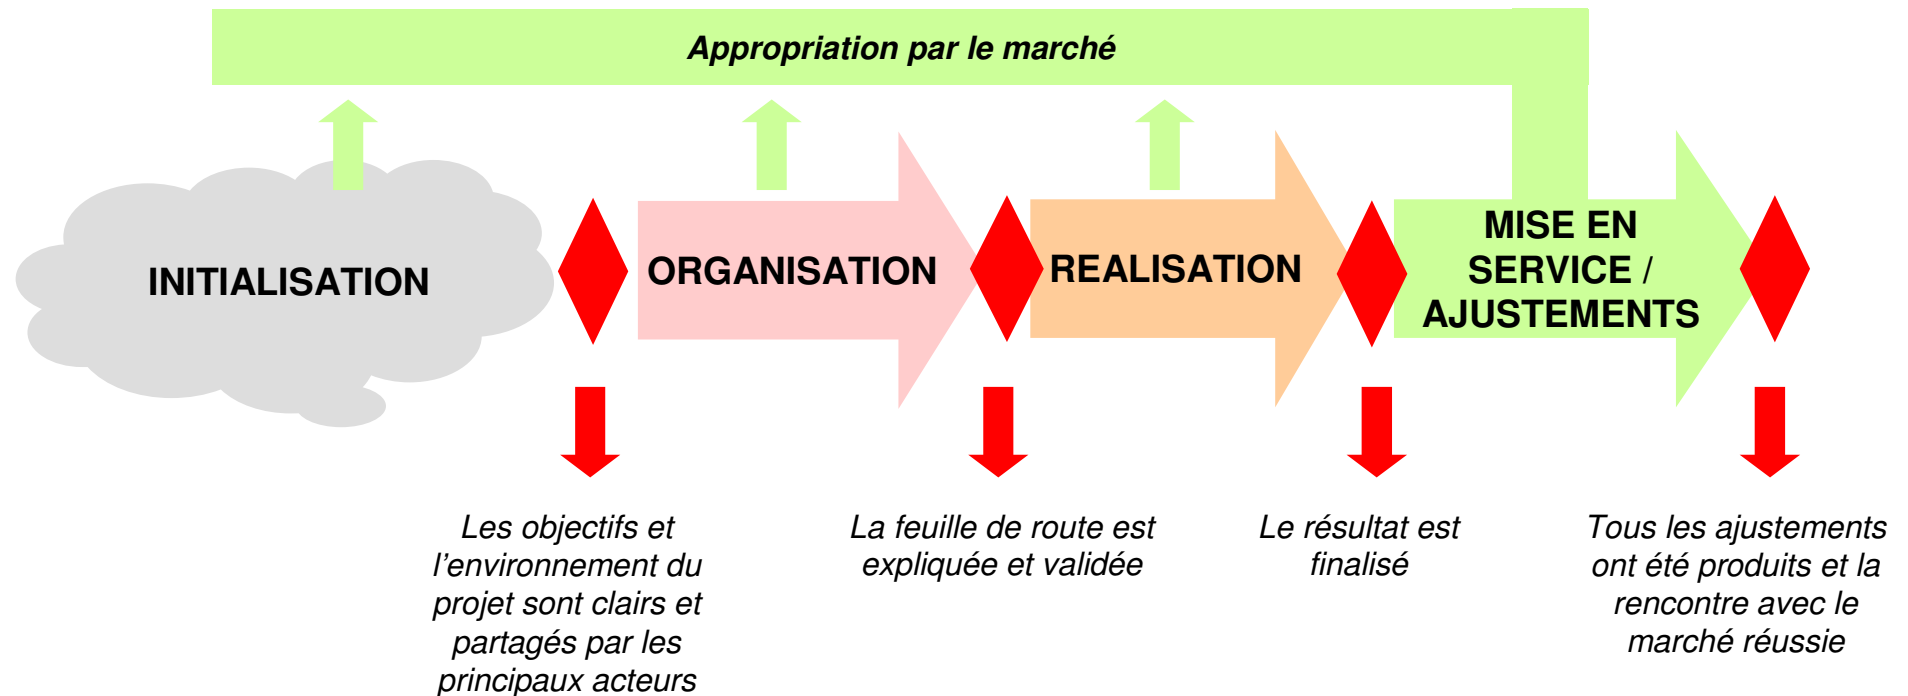 Appropriation par le marché
INITIALISATION
ORGANISATION
REALISATION
MISE EN
SERVICE /
AJUSTEMENTS
Les objectifs et
l'environnement du
projet sont clairs et
partagés par les
principaux acteurs
La feuille de route est
expliquée et validée
Le résultat est
finalisé
Tous les ajustements
ont été produits et la
rencontre avec le
marché réussie